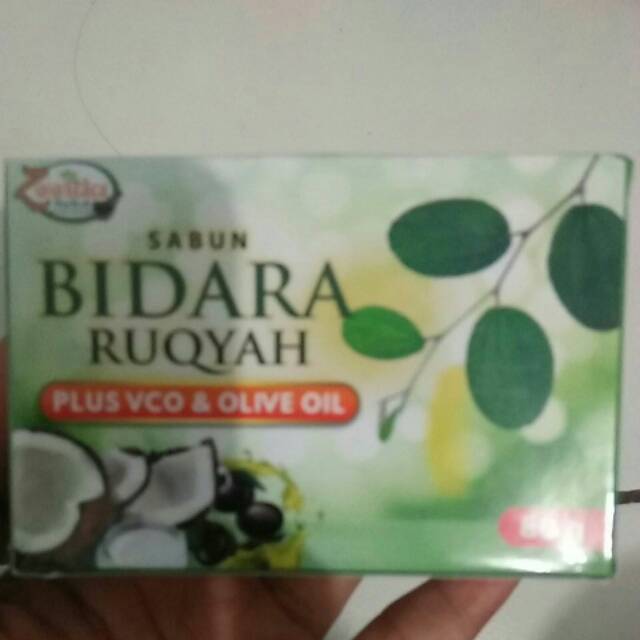 SABUN
BIDARA
RUQYAH
PLUS VCO & OLIVE OIL